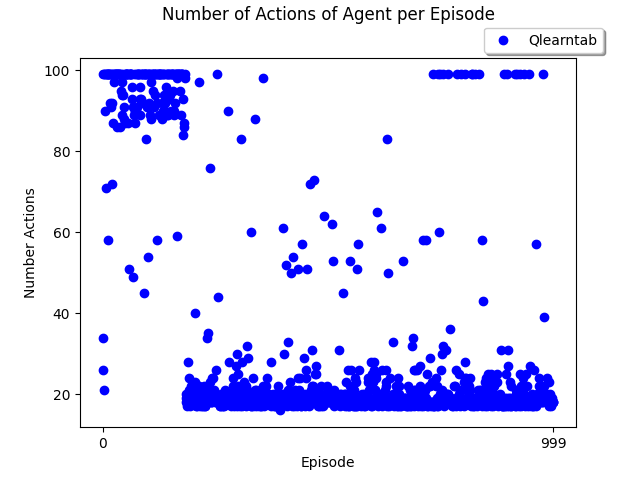 Number of Actions of Agent per Episode
Qlearntab
100
80
60
40
20
Number Actions
0
999
Episode